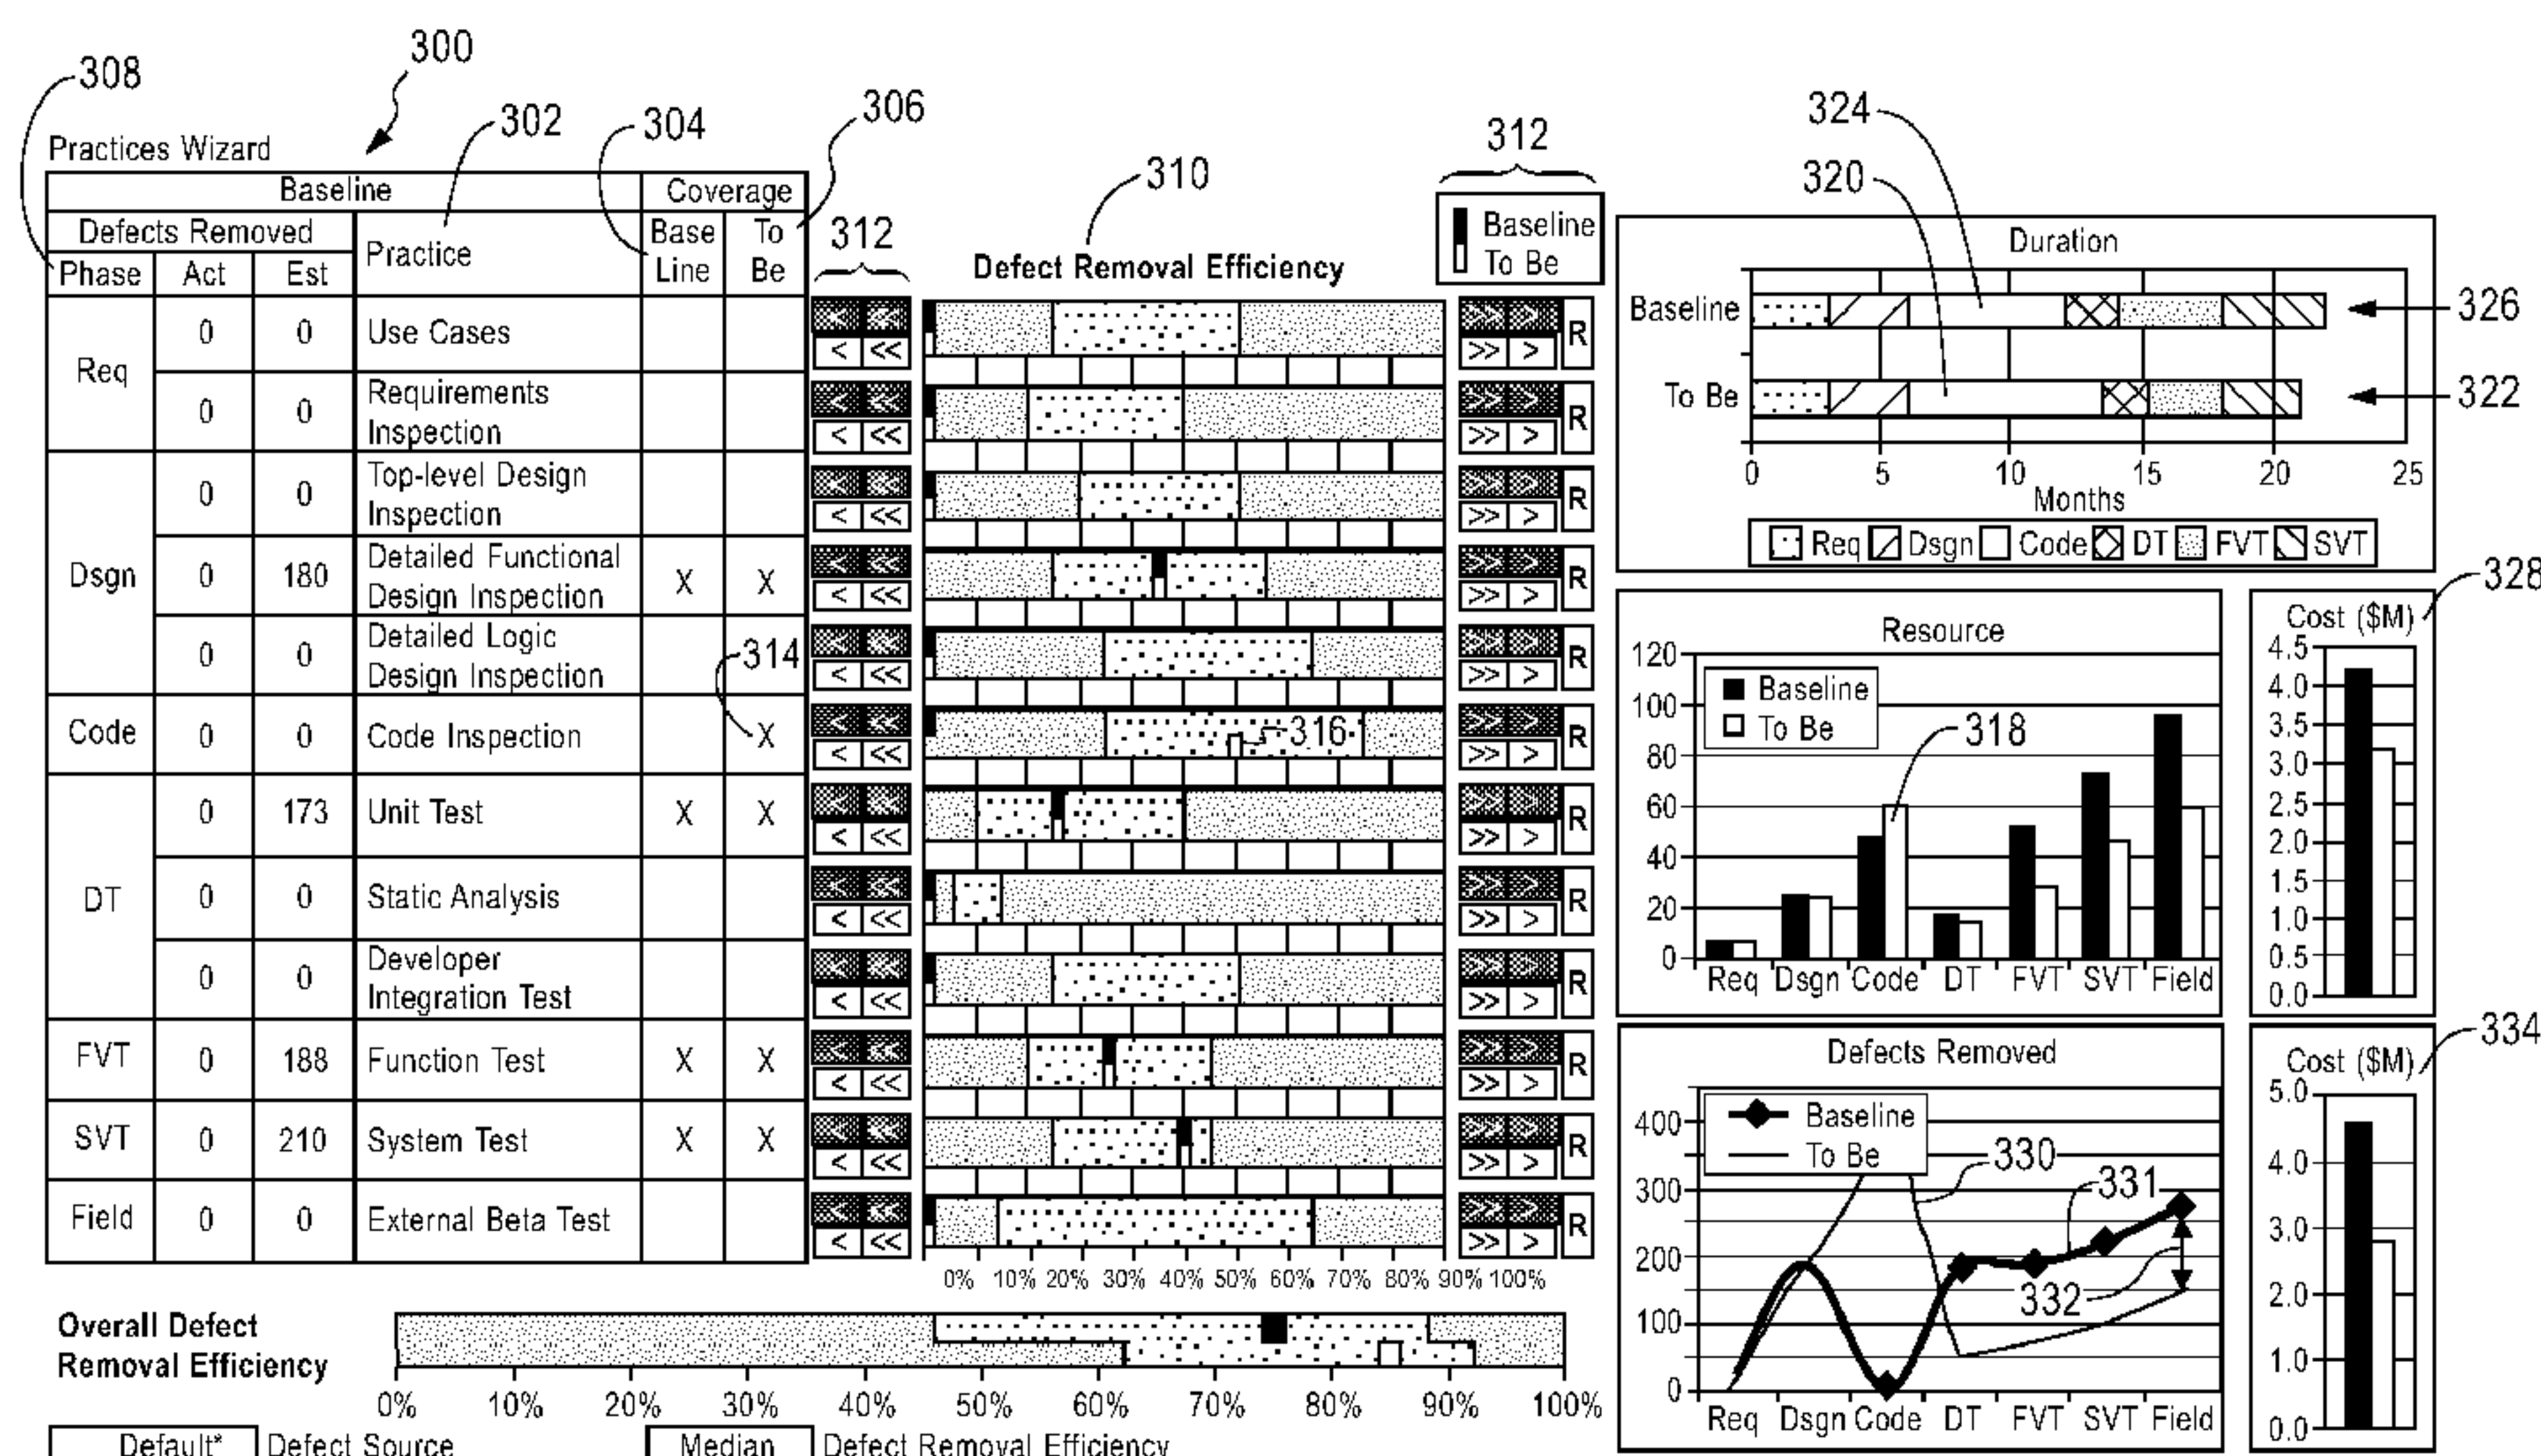 300
308
302
304
306
Practices Wizard
Baseline Coverage
Defects Removed Practice Base Line To Be
Phase Act Est
Req 0 0 Use Cases
0 0 Requirements Inspection
Dsgn 0 0 Top-level Design Inspection
0 180 Detailed Functional Design Inspection X X
0 0 Detailed Logic Design Inspection
314
Code 0 0 Code Inspection X
DT 0 173 Unit Test X X
0 0 Static Analysis
0 0 Developer Integration Test
FVT 0 188 Function Test X X
SVT 0 210 System Test X X
Field 0 0 External Beta Test
312
310
312
Defect Removal Efficiency
Baseline
To Be
< << >> > R
< << >> >
< << >> > R
< << >> >
< << >> > R
< << >> >
< << >> > R
< << >> >
< << >> > R
< << >> >
< << >> > R
< << >> >
316
< << >> > R
< << >> >
< << >> > R
< << >> >
< << >> > R
< << >> >
< << >> > R
< << >> >
< << >> > R
< << >> >
< << >> > R
< << >> >
0% 10% 20% 30% 40% 50% 60% 70% 80% 90% 100%
Overall Defect
Removal Efficiency
0% 10% 20% 30% 40% 50% 60% 70% 80% 90% 100%
Default* Defect Source
Median Defect Removal Efficiency
324
320
Duration
Baseline
326
To Be
322
0 5 10 15 20 25
Months
Req Dsgn Code DT FVT SVT
Resource
120
100
80
60
40
20
0
Baseline
To Be
318
Req Dsgn Code DT FVT SVT Field
328
Cost ($M)
4.5
4.0
3.5
3.0
2.5
2.0
1.5
1.0
0.5
0.0
Defects Removed
400
300
200
100
0
Baseline
To Be
330
331
332
Req Dsgn Code DT FVT SVT Field
334
Cost ($M)
5.0
4.0
3.0
2.0
1.0
0.0